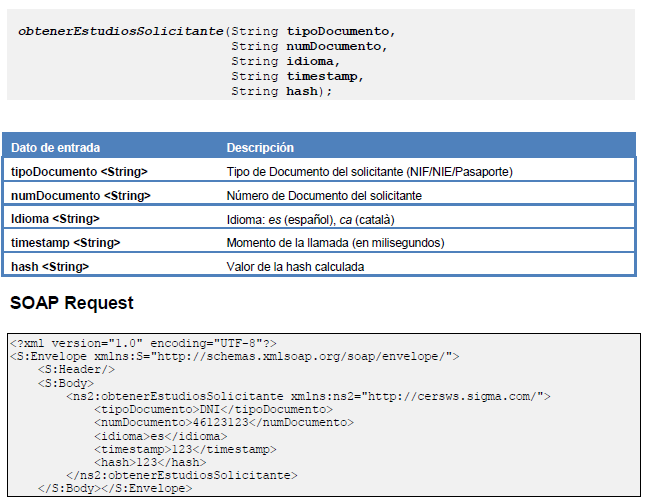 obtenerEstudiosSolicitante(String tipoDocumento,
String numDocumento,
String idioma,
String timestamp,
String hash);
Dato de entrada Descripción
tipoDocumento <String> Tipo de Documento del solicitante (NIF/NIE/Pasaporte)
numDocumento <String> Número de Documento del solicitante
Idioma <String> Idioma: es (español), ca (català)
timestamp <String> Momento de la llamada (en milisegundos)
hash <String> Valor de la hash calculada
SOAP Request
<?xml version="1.0" encoding="UTF-8"?>
<S:Envelope xmlns:S="http://schemas.xmlsoap.org/soap/envelope/">
<S:Header/>
<S:Body>
<ns2:obtenerEstudiosSolicitante xmlns:ns2="http://cersws.sigma.com/">
<tipoDocumento>DNI</tipoDocumento>
<numDocumento>46123123</numDocumento>
<idioma>es</idioma>
<timestamp>123</timestamp>
<hash>123</hash>
</ns2:obtenerEstudiosSolicitante>
</S:Body></S:Envelope>